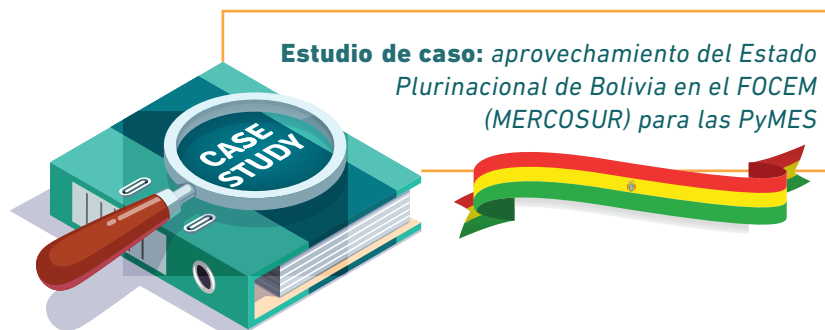 Estudio de caso: aprovechamiento del Estado
Plurinacional de Bolivia en el FOCEM
(MERCOSUR) para las PyMES
CASE
STUDY